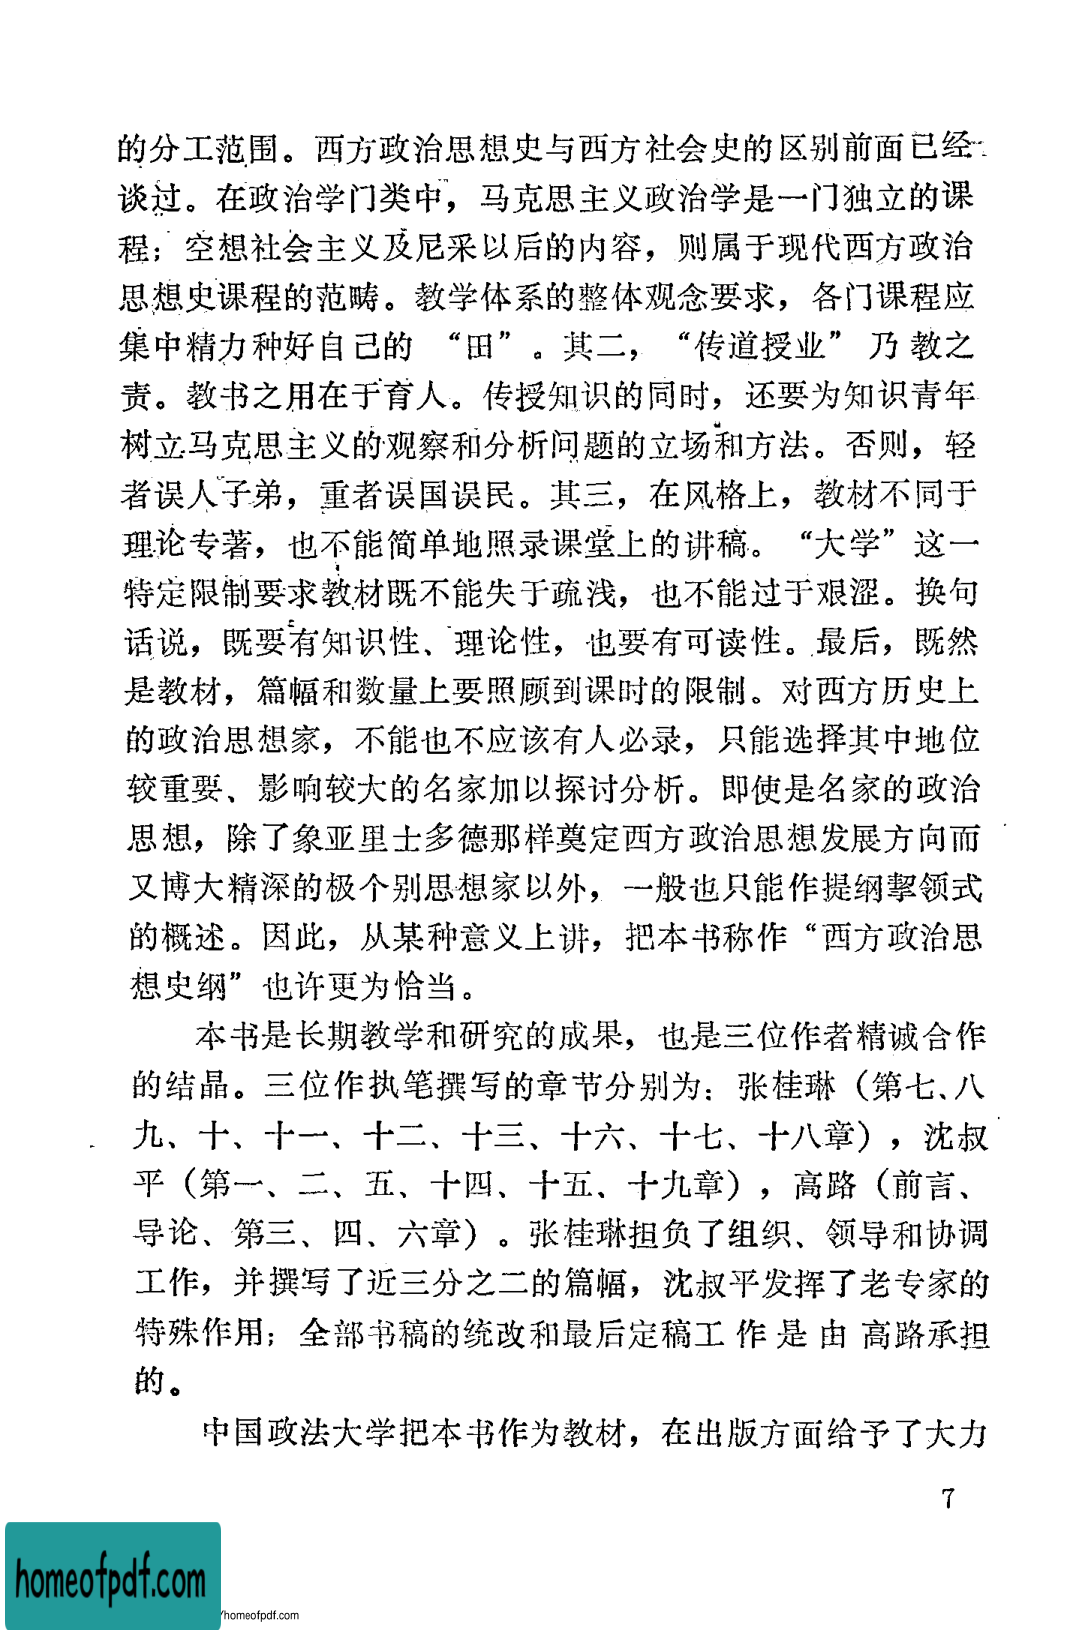 的分工范围。西方政治思想史与西方社会史的区别前面已经
谈过。在政治学门类中，马克思主义政治学是一门独立的课
程；空想社会主义及尼采以后的内容，则属于现代西方政治
思想史课程的范畴。教学体系的整体观念要求，各门课程应
集中精力种好自己的“田”。其二，“传道授业”乃教之
责。教书之用在于育人。传授知识的同时，还要为知识青年
树立马克思主义的观察和分析问题的立场和方法。否则，轻
者误人子弟，重者误国误民。其三，在风格上，教材不同于
理论专著，也不能简单地照录课堂上的讲稿。“大学”这一
特定限制要求教材既不能失于疏浅，也不能过于艰涩。换句
话说，既要有知识性、理论性，也要有可读性。最后，既然
是教材，篇幅和数量上要照顾到课时的限制。对西方历史上
的政治思想家，不能也不应该有人必录，只能选择其中地位
较重要、影响较大的名家加以探讨分析。即使是名家的政治
思想，除了象亚里士多德那样奠定西方政治思想发展方向而
又博大精深的极个别思想家以外，一般也只能作提纲挈领式
的概述。因此，从某种意义上讲，把本书称作“西方政治思
想史纲”也许更为恰当。
本书是长期教学和研究的成果，也是三位作者精诚合作
的结晶。三位作执笔撰写的章节分别为：张桂琳（第七、八
九、十、十一、十二、十三、十六、十七、十八章），沈叔
平（第一、二、五、十四、十五、十九章），高路（前言、
导论、第三、四、六章）。张桂琳担负了组织、领导和协调
工作，并撰写了近三分之二的篇幅，沈叔平发挥了老专家的
特殊作用；全部书稿的统改和最后定稿工作是由高路承担
的。
中国政法大学把本书作为教材，在出版方面给予了大力
7
homeofpdf.com
/homeofpdf.com